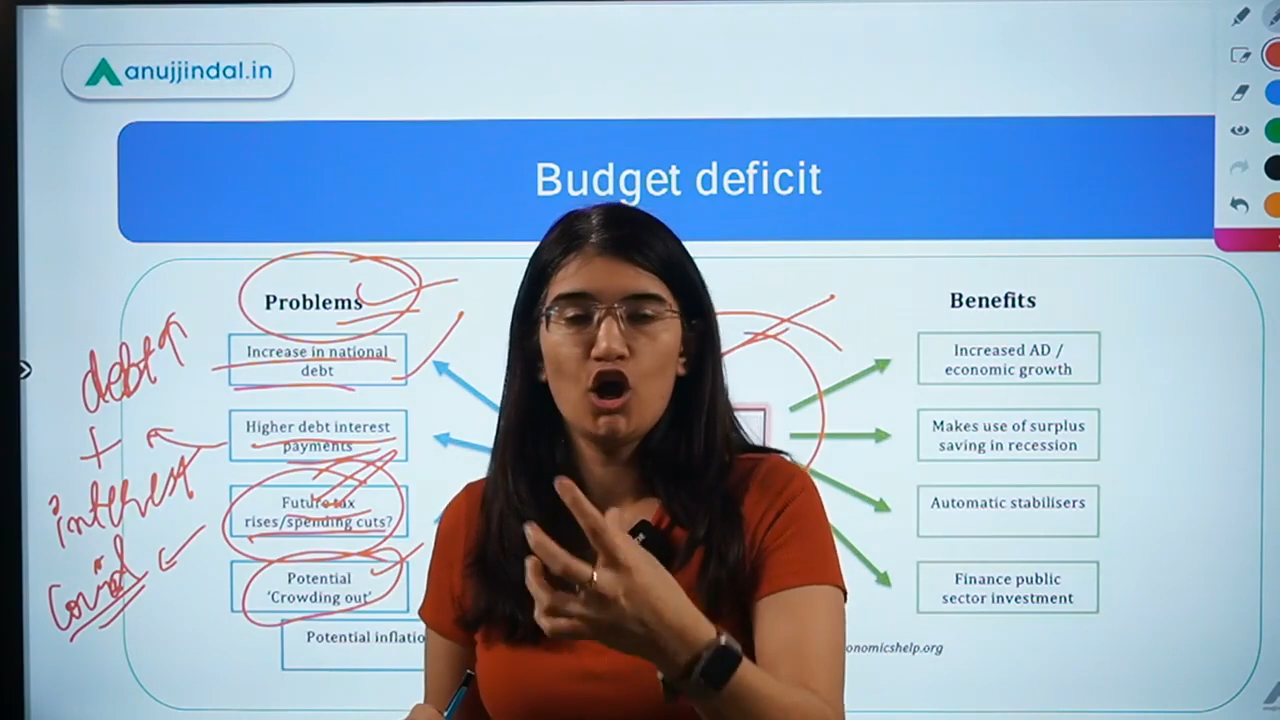 anujjindal.in
Budget deficit
Problems
Increase in national
debt
Higher debt interest
payments
Future tax
rises/spending cuts?
Potential
'Crowding out'
Potential inflatio
debt↑
+
interest
Covid
Benefits
Increased AD /
economic growth
Makes use of surplus
saving in recession
Automatic stabilisers
Finance public
sector investment
onomicshelp.org